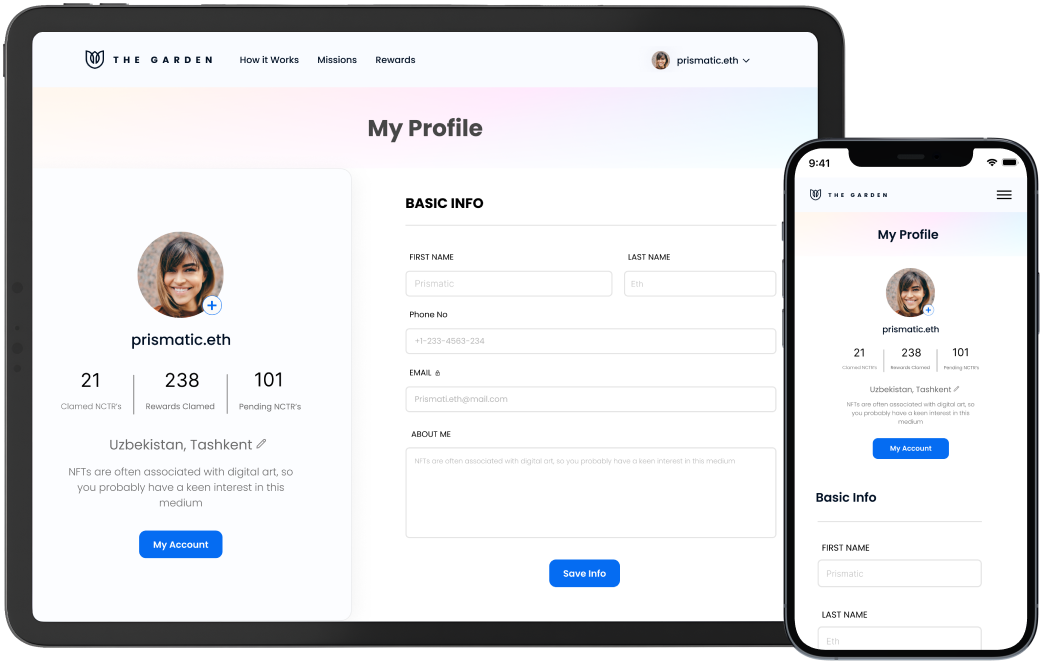 THE GARDEN
How it Works
Missions
Rewards
prismatic.eth
My Profile
prismatic.eth
21
238
101
Clamed NCTR's
Rewards Clamed
Pending NCTR's
Uzbekistan, Tashkent
NFTs are often associated with digital art, so
you probably have a keen interest in this
medium
My Account
BASIC INFO
FIRST NAME
LAST NAME
Prismatic
Eth
Phone No
+1-233-4563-234
EMAIL
Prismati.eth@mail.com
ABOUT ME
NFTs are often associated with digital art, so you probably have a keen interest in this medium
Save Info
9:41
THE GARDEN
My Profile
prismatic.eth
21
238
101
Clamed NCTR's
Rewards Clamed
Pending NCTR's
Uzbekistan, Tashkent
NFTs are often associated with digital art, so
you probably have a keen interest in this
medium
My Account
Basic Info
FIRST NAME
Prismatic
LAST NAME
Eth